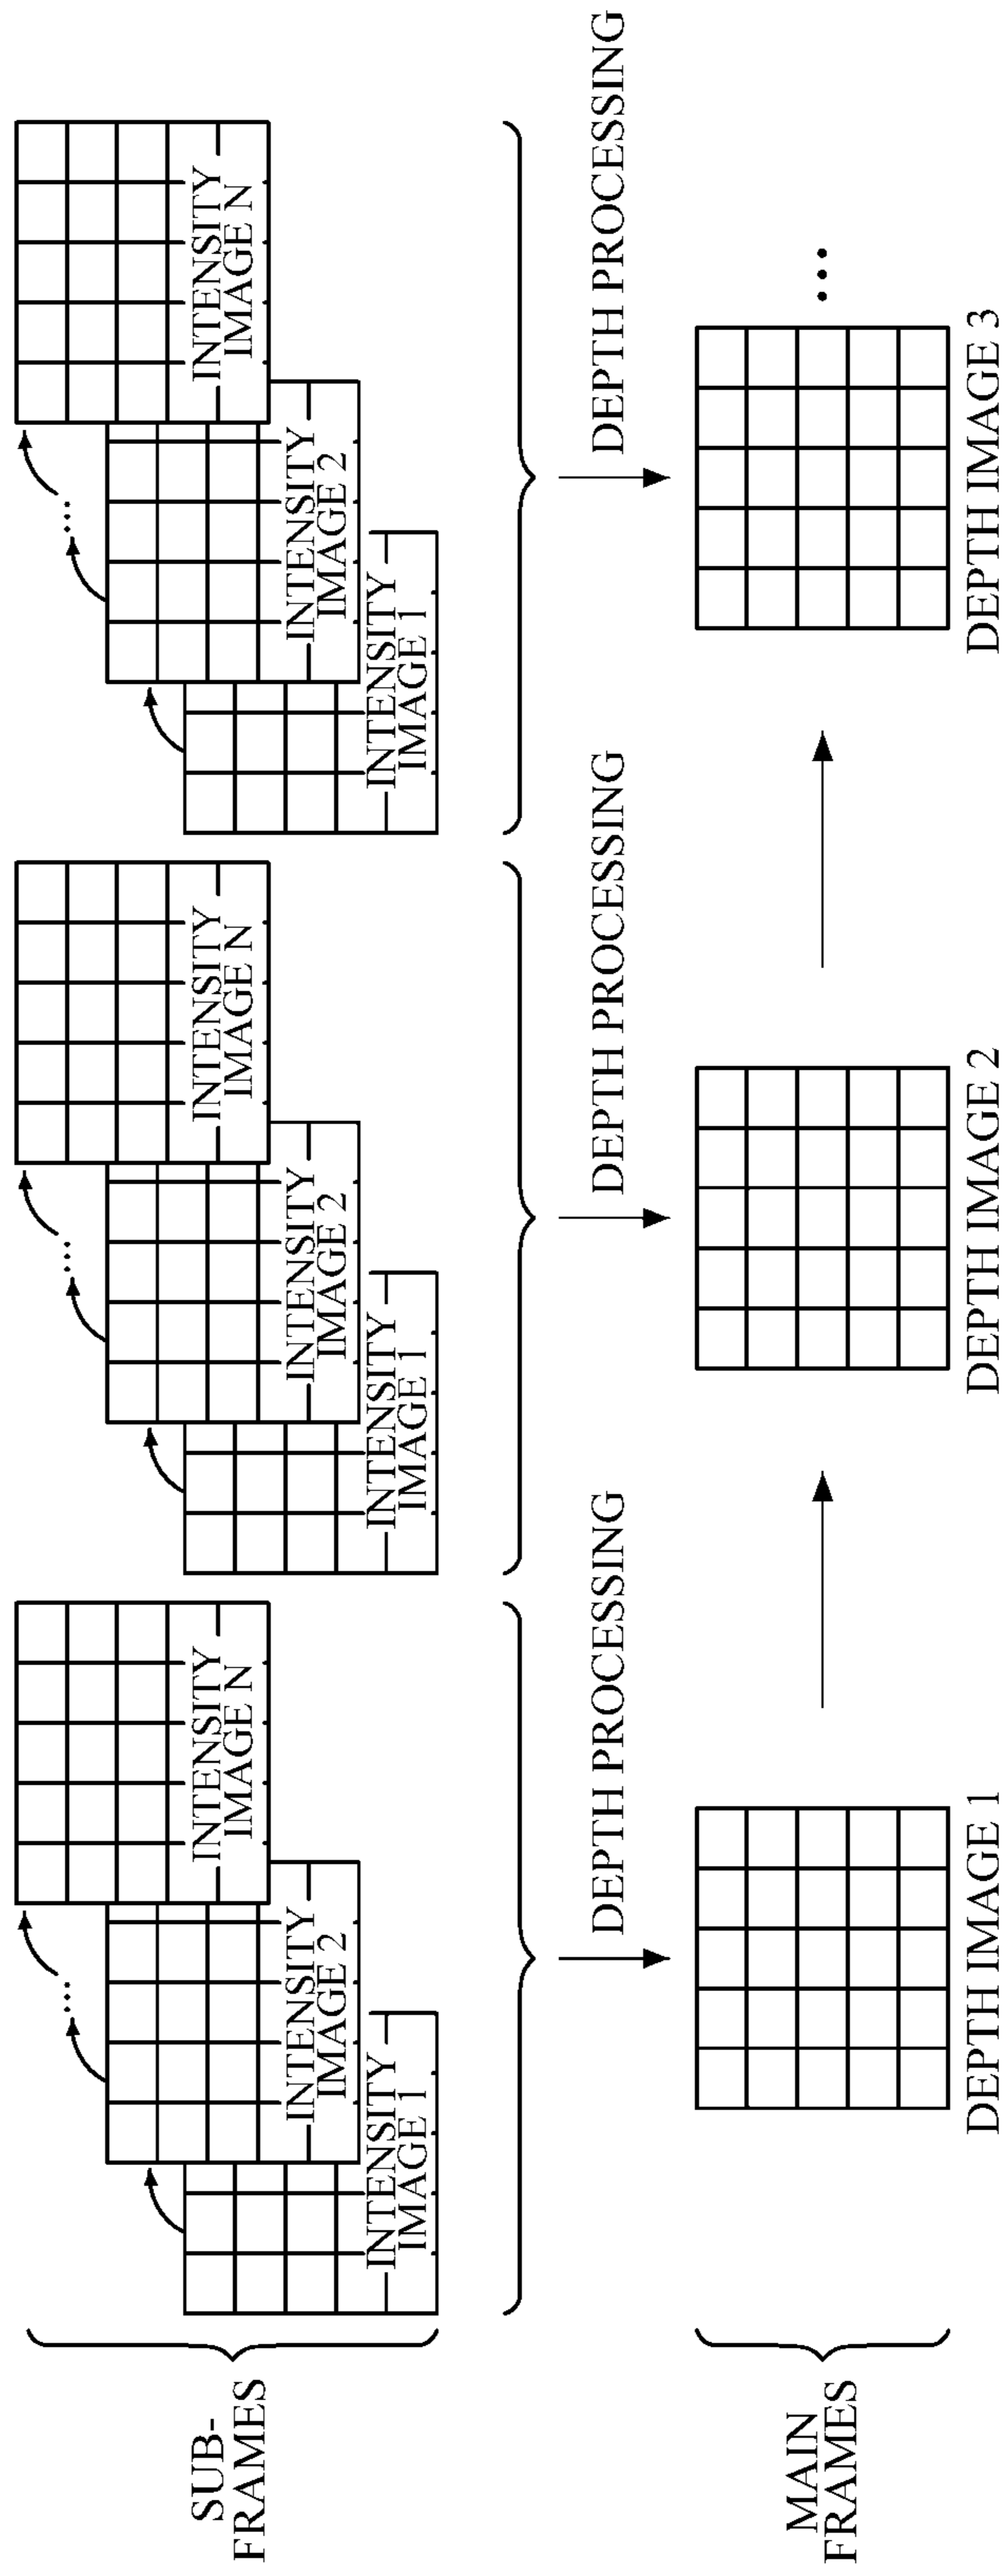 SUB-
FRAMES
INTENSITY
IMAGE 1
INTENSITY
IMAGE 2
...
INTENSITY
IMAGE N
INTENSITY
IMAGE 1
INTENSITY
IMAGE 2
...
INTENSITY
IMAGE N
INTENSITY
IMAGE 1
INTENSITY
IMAGE 2
...
INTENSITY
IMAGE N
DEPTH PROCESSING
DEPTH PROCESSING
DEPTH PROCESSING
MAIN
FRAMES
...
DEPTH IMAGE 1
DEPTH IMAGE 2
DEPTH IMAGE 3